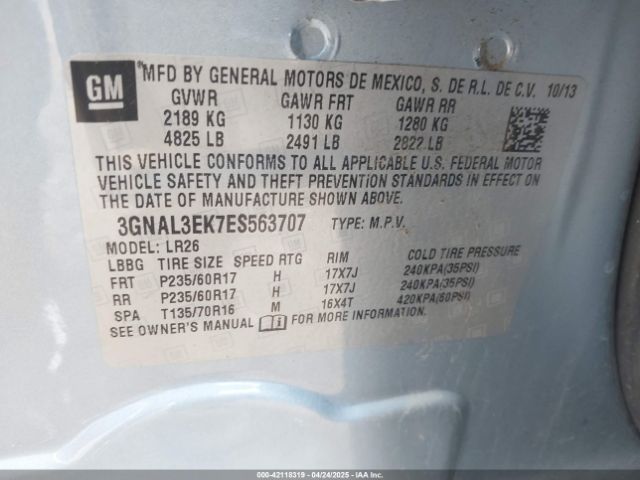 GM
MFD BY GENERAL MOTORS DE MEXICO, S. DE R.L. DE C.V. 10/13
GVWR GAWR FRT GAWR RR
2189 KG 1130 KG 1280 KG
4825 LB 2491 LB 2822 LB
THIS VEHICLE CONFORMS TO ALL APPLICABLE U.S. FEDERAL MOTOR
VEHICLE SAFETY AND THEFT PREVENTION STANDARDS IN EFFECT ON
THE DATE OF MANUFACTURE SHOWN ABOVE.
3GNAL3EK7ES563707 TYPE: M.P.V.
MODEL: LR26
LBBG TIRE SIZE SPEED RTG RIM COLD TIRE PRESSURE
FRT P235/60R17 H 17X7J 240KPA(35PSI)
RR P235/60R17 H 17X7J 240KPA(35PSI)
SPA T135/70R16 M 16X4T 420KPA(60PSI)
SEE OWNER'S MANUAL FOR MORE INFORMATION.
000-42118319 - 04/24/2025 - IAAI.COM